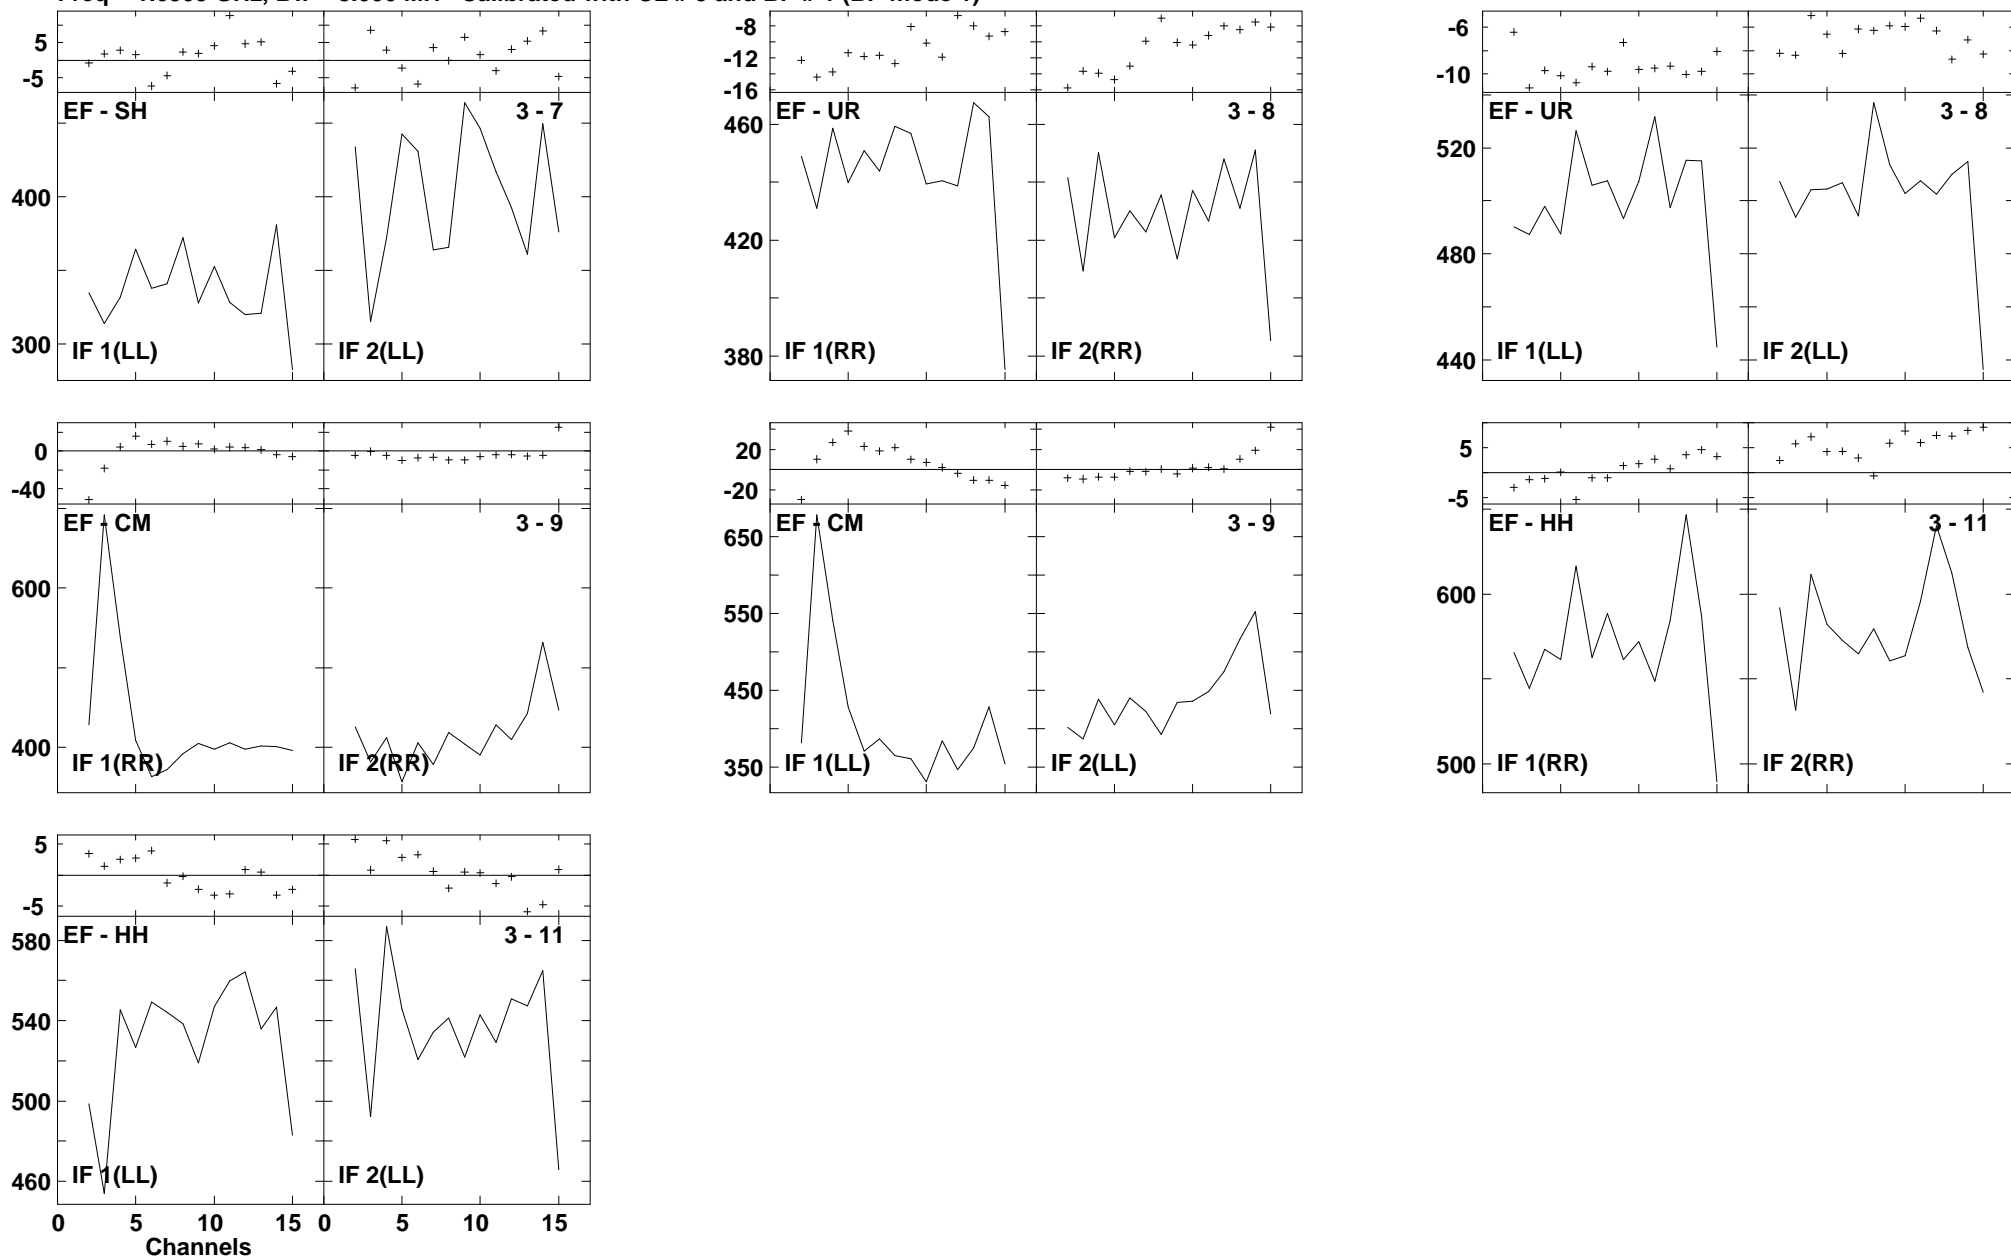 5
-5
EF - SH
3 - 7
400
300
IF 1(LL)
IF 2(LL)
-8
-12
-16
EF - UR
3 - 8
460
420
380
IF 1(RR)
IF 2(RR)
-6
-10
EF - UR
3 - 8
520
480
440
IF 1(LL)
IF 2(LL)
0
-40
EF - CM
3 - 9
600
400
IF 1(RR)
IF 2(RR)
20
-20
EF - CM
3 - 9
650
550
450
350
IF 1(LL)
IF 2(LL)
5
-5
EF - HH
3 - 11
600
500
IF 1(RR)
IF 2(RR)
5
-5
EF - HH
3 - 11
580
540
500
460
IF 1(LL)
IF 2(LL)
0 5 10 15 0 5 10 15
Channels